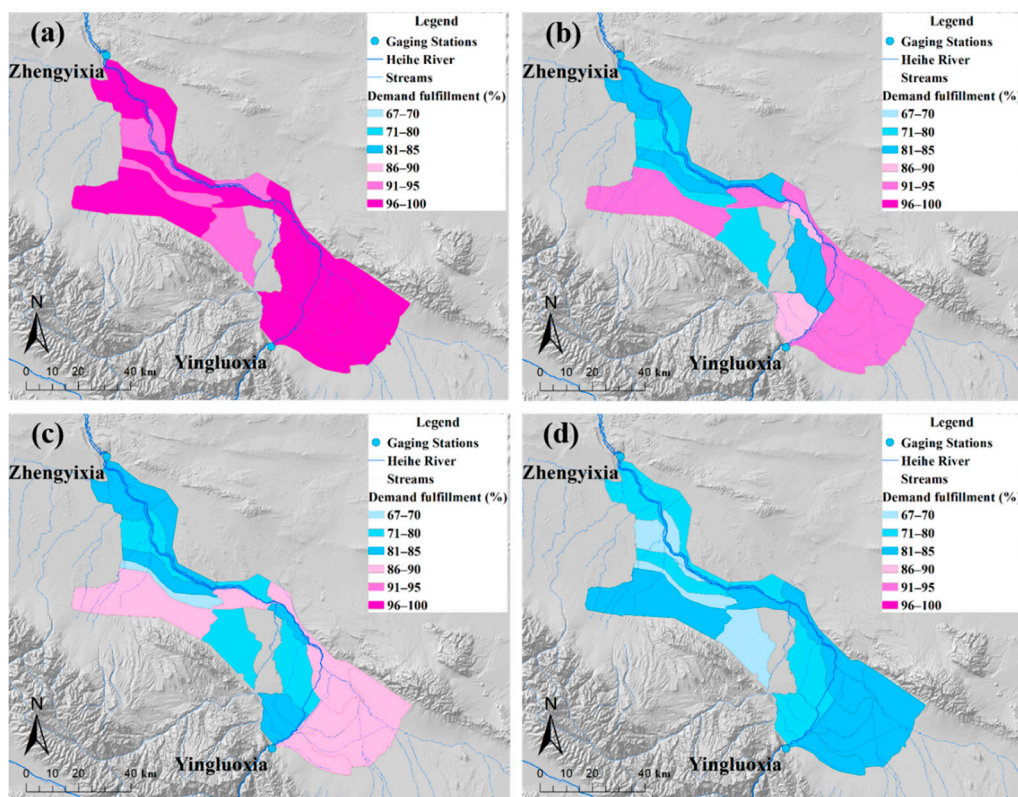 (a)
Legend
Gaging Stations
Heihe River
Streams
Demand fulfillment (%)
67–70
71–80
81–85
86–90
91–95
96–100
Zhengyixia
Yingluoxia
N
0 10 20 40 km
(b)
Legend
Gaging Stations
Heihe River
Streams
Demand fulfillment (%)
67–70
71–80
81–85
86–90
91–95
96–100
Zhengyixia
Yingluoxia
N
0 10 20 40 km
(c)
Legend
Gaging Stations
Heihe River
Streams
Demand fulfillment (%)
67–70
71–80
81–85
86–90
91–95
96–100
Zhengyixia
Yingluoxia
N
0 10 20 40 km
(d)
Legend
Gaging Stations
Heihe River
Streams
Demand fulfillment (%)
67–70
71–80
81–85
86–90
91–95
96–100
Zhengyixia
Yingluoxia
N
0 10 20 40 km